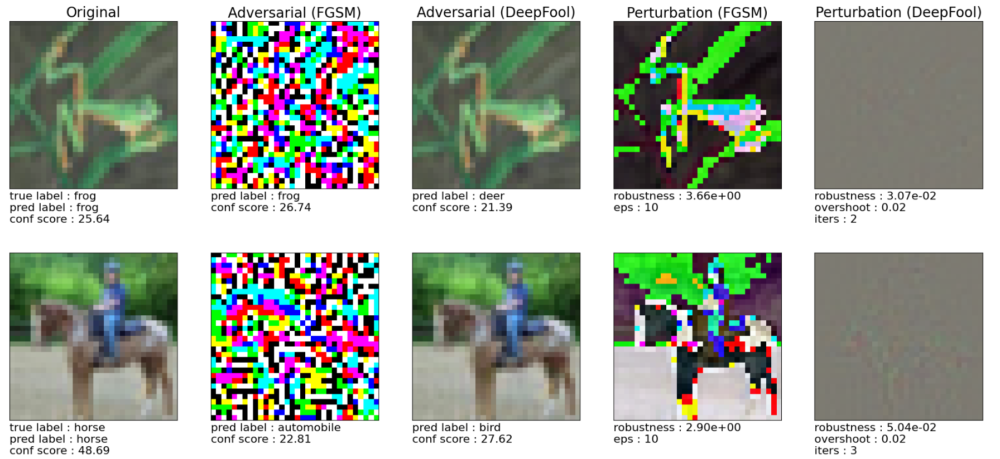 Original
Adversarial (FGSM)
Adversarial (DeepFool)
Perturbation (FGSM)
Perturbation (DeepFool)
true label : frog
pred label : frog
conf score : 25.64
pred label : frog
conf score : 26.74
pred label : deer
conf score : 21.39
robustness : 3.66e+00
eps : 10
robustness : 3.07e-02
overshoot : 0.02
iters : 2
true label : horse
pred label : horse
conf score : 48.69
pred label : automobile
conf score : 22.81
pred label : bird
conf score : 27.62
robustness : 2.90e+00
eps : 10
robustness : 5.04e-02
overshoot : 0.02
iters : 3